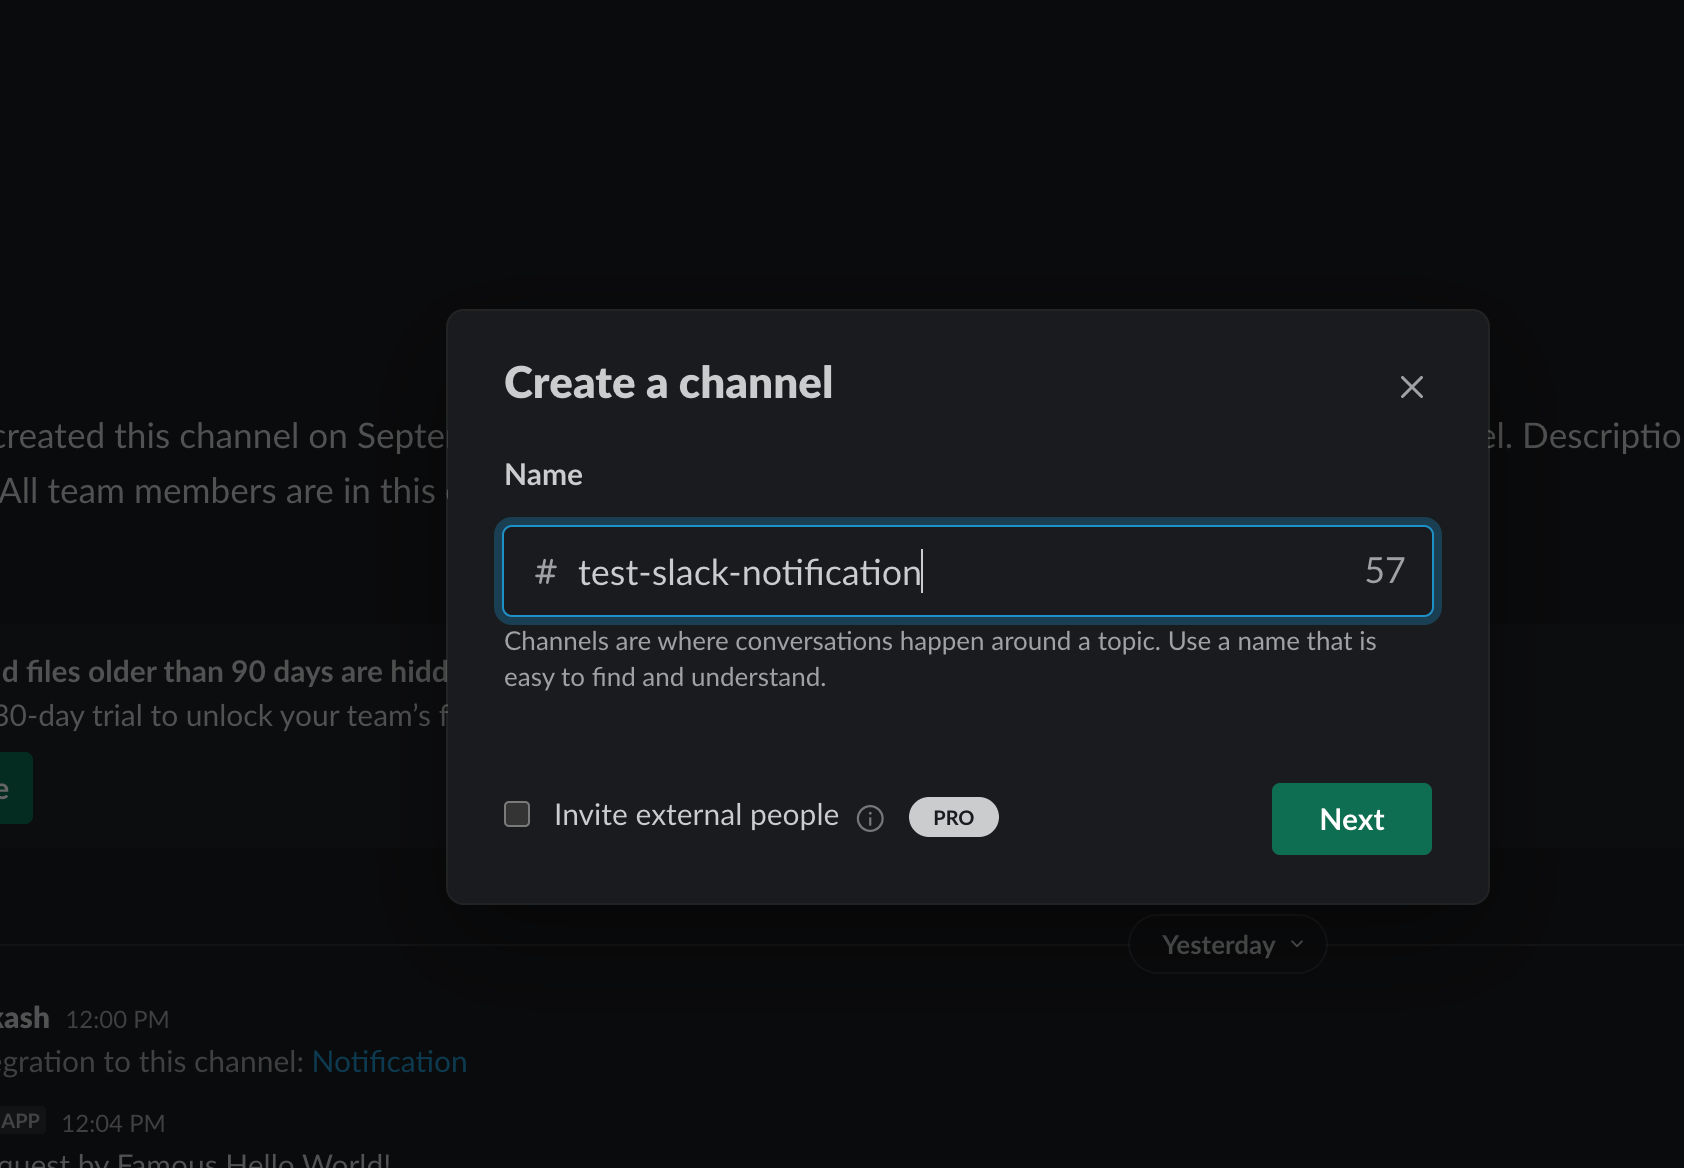 Create a channel
created this channel on Septe
el. Descriptio
Name
All team members are in this
# test-slack-notification 57
Channels are where conversations happen around a topic. Use a name that is
easy to find and understand.
d files older than 90 days are hidd
30-day trial to unlock your team's f
e
Invite external people PRO
Next
Yesterday
kash 12:00 PM
egration to this channel: Notification
APP 12:04 PM
quest by Famous Hello World!